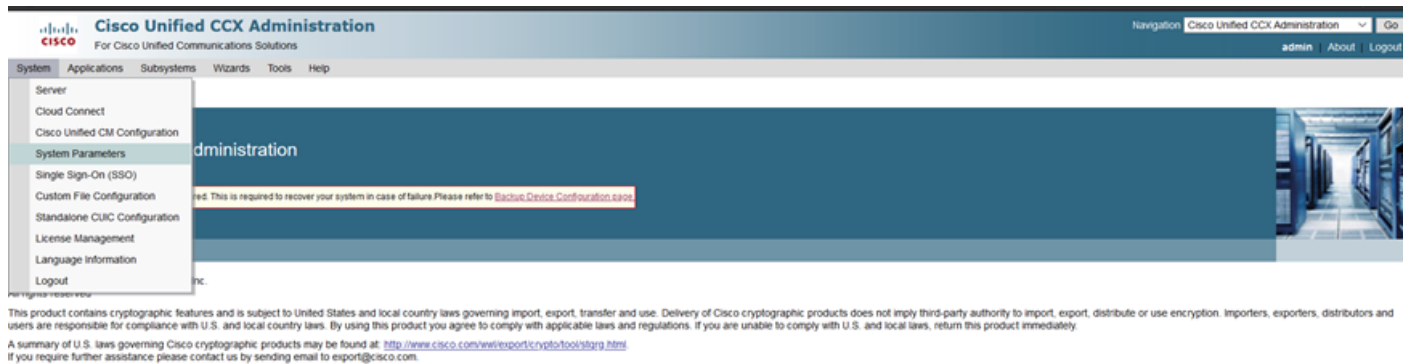 cisco
Cisco Unified CCX Administration
For Cisco Unified Communications Solutions
Navigation Cisco Unified CCX Administration Go
admin About Logout
System Applications Subsystems Wizards Tools Help
Server
Cloud Connect
Cisco Unified CM Configuration
System Parameters
dministration
Single Sign-On (SSO)
Custom File Configuration
red. This is required to recover your system in case of failure.Please refer to Backup Device Configuration page.
Standalone CUIC Configuration
License Management
Language Information
Logout
nc.
All rights reserved
This product contains cryptographic features and is subject to United States and local country laws governing import, export, transfer and use. Delivery of Cisco cryptographic products does not imply third-party authority to import, export, distribute or use encryption. Importers, exporters, distributors and
users are responsible for compliance with U.S. and local country laws. By using this product you agree to comply with applicable laws and regulations. If you are unable to comply with U.S. and local laws, return this product immediately.
A summary of U.S. laws governing Cisco cryptographic products may be found at: http://www.cisco.com/wwl/export/crypto/tool/stqrg.html.
If you require further assistance please contact us by sending email to export@cisco.com.